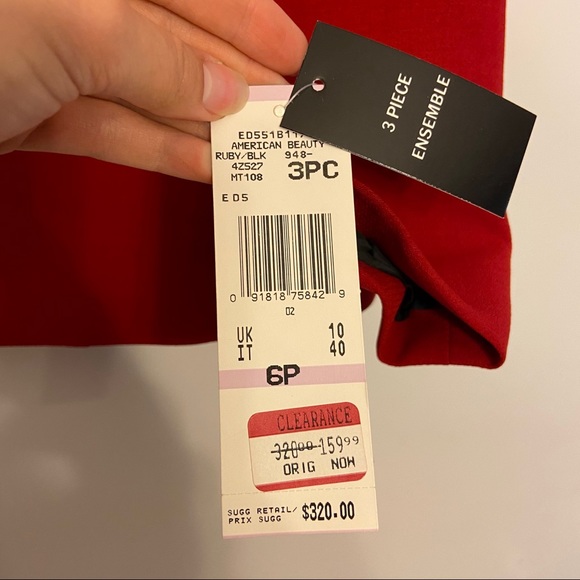 3 PIECE
ENSEMBLE
AMERICAN BEAUTY
RUBY/BLK 948-
4Z527
MT108
3PC
ED5
0 91818 75842 9
02
UK 10
IT 40
6P
CLEARANCE
320.00 159.99
ORIG NOW
SUGG RETAIL/
PRIX SUGG $320.00